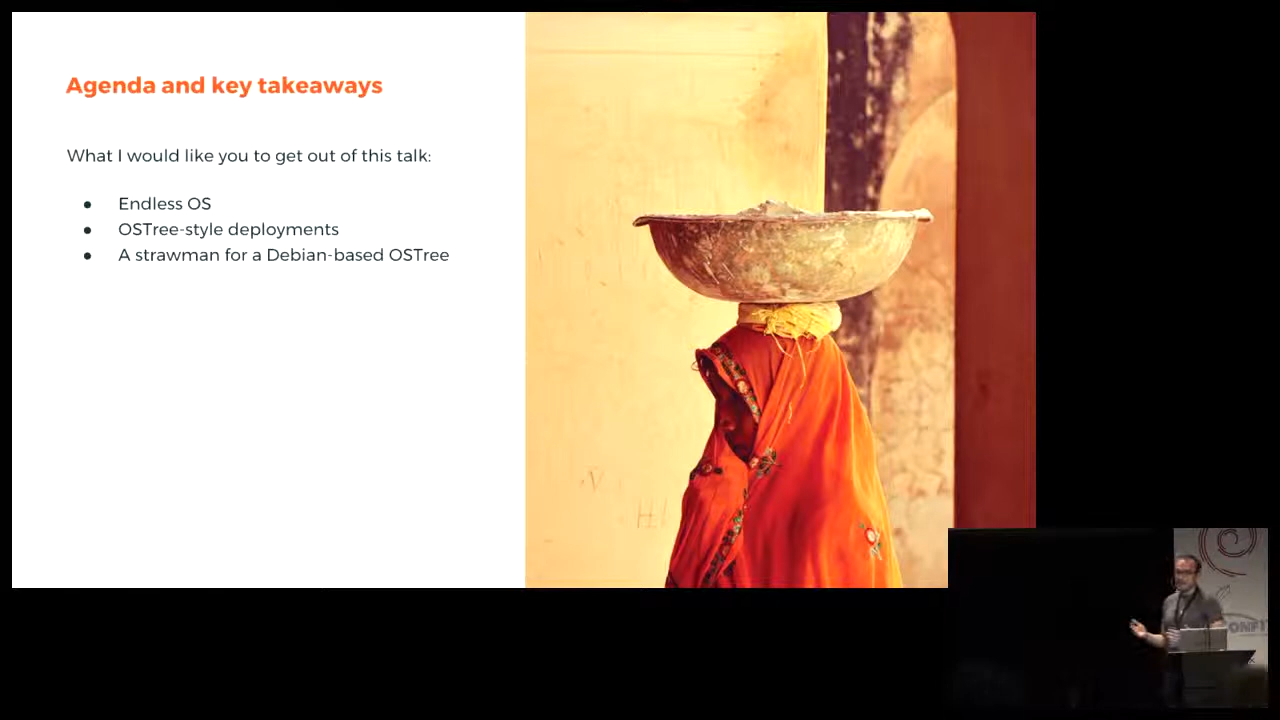 Agenda and key takeaways
What I would like you to get out of this talk:
● Endless OS
● OSTree-style deployments
● A strawman for a Debian-based OSTree